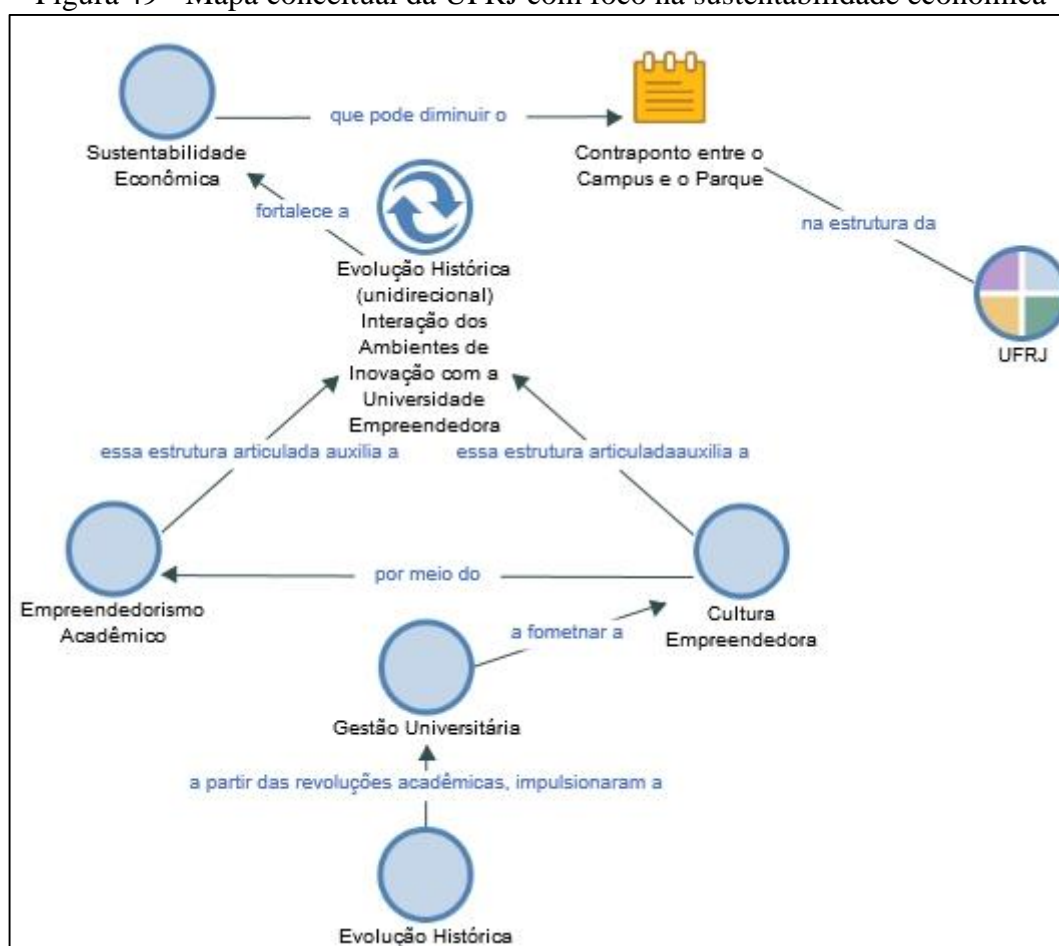 Figura 49 - Mapa conceitual da UFRJ com foco na sustentabilidade econômica
que pode diminuir o
Sustentabilidade
Econômica
Contraponto entre o
Campus e o Parque
fortalece a
na estrutura da
Evolução Histórica
(unidirecional)
Interação dos
Ambientes de
Inovação com a
Universidade
Empreendedora
UFRJ
essa estrutura articulada auxilia a
essa estrutura articuladaauxilia a
por meio do
Empreendedorismo
Acadêmico
Cultura
Empreendedora
a fometnar a
Gestão Universitária
a partir das revoluções acadêmicas, impulsionaram a
Evolução Histórica